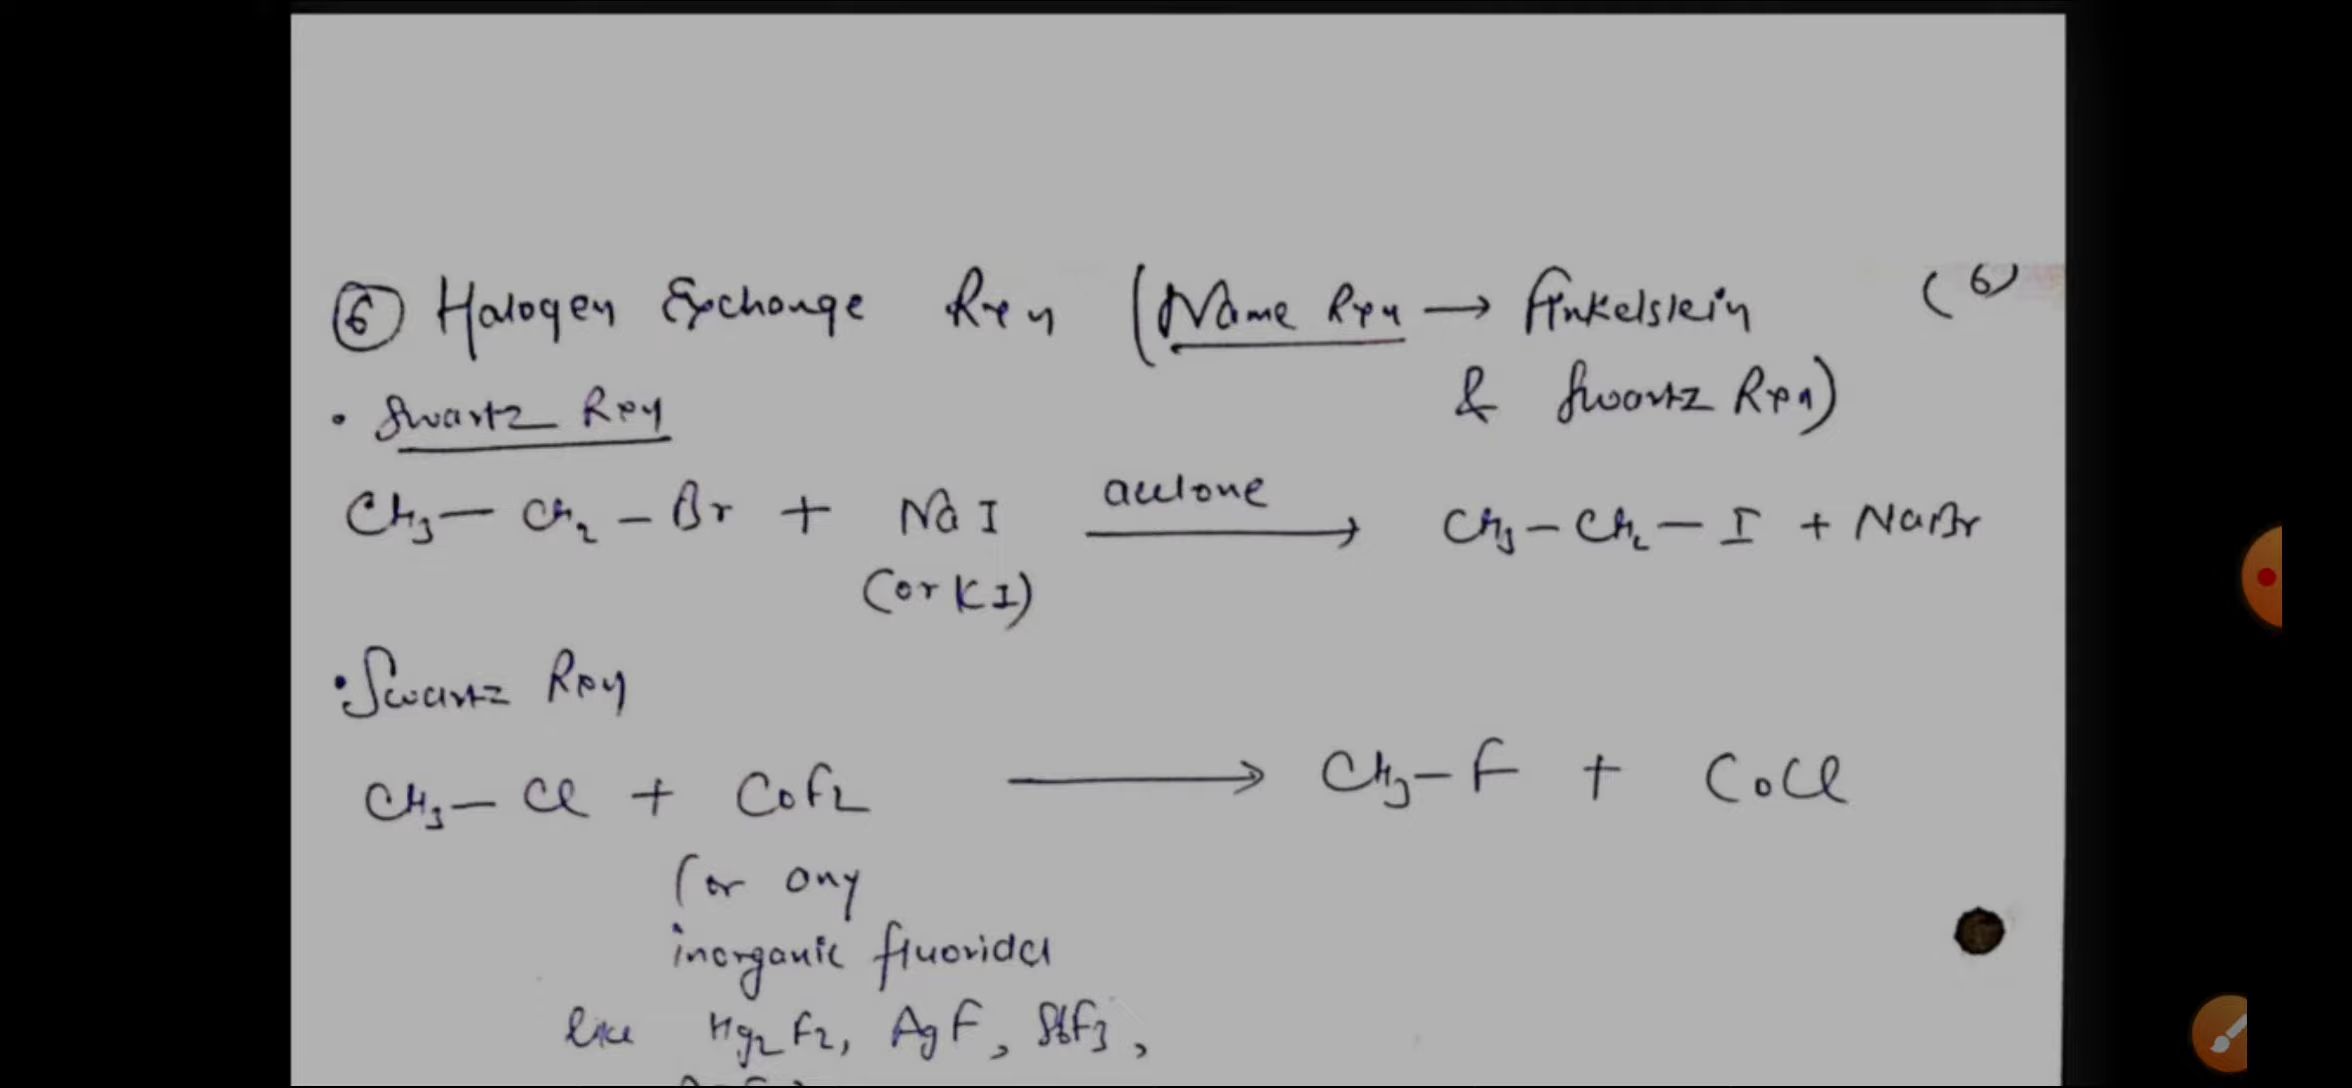 ⑥ Halogen Exchange Rxn (Name Rxn → Finkelstein (6)
& Swartz Rxn)
• Swartz Rxn
CH₃ — CH₂ – Br + NaI acetone → CH₃ – CH₂ – I + NaBr
(or KI)
• Swartz Rxn
CH₃ – Cl + CoF₂ → CH₃ – F + CoCl
(or any
inorganic fluorides
like Hg₂F₂, AgF, SbF₃,